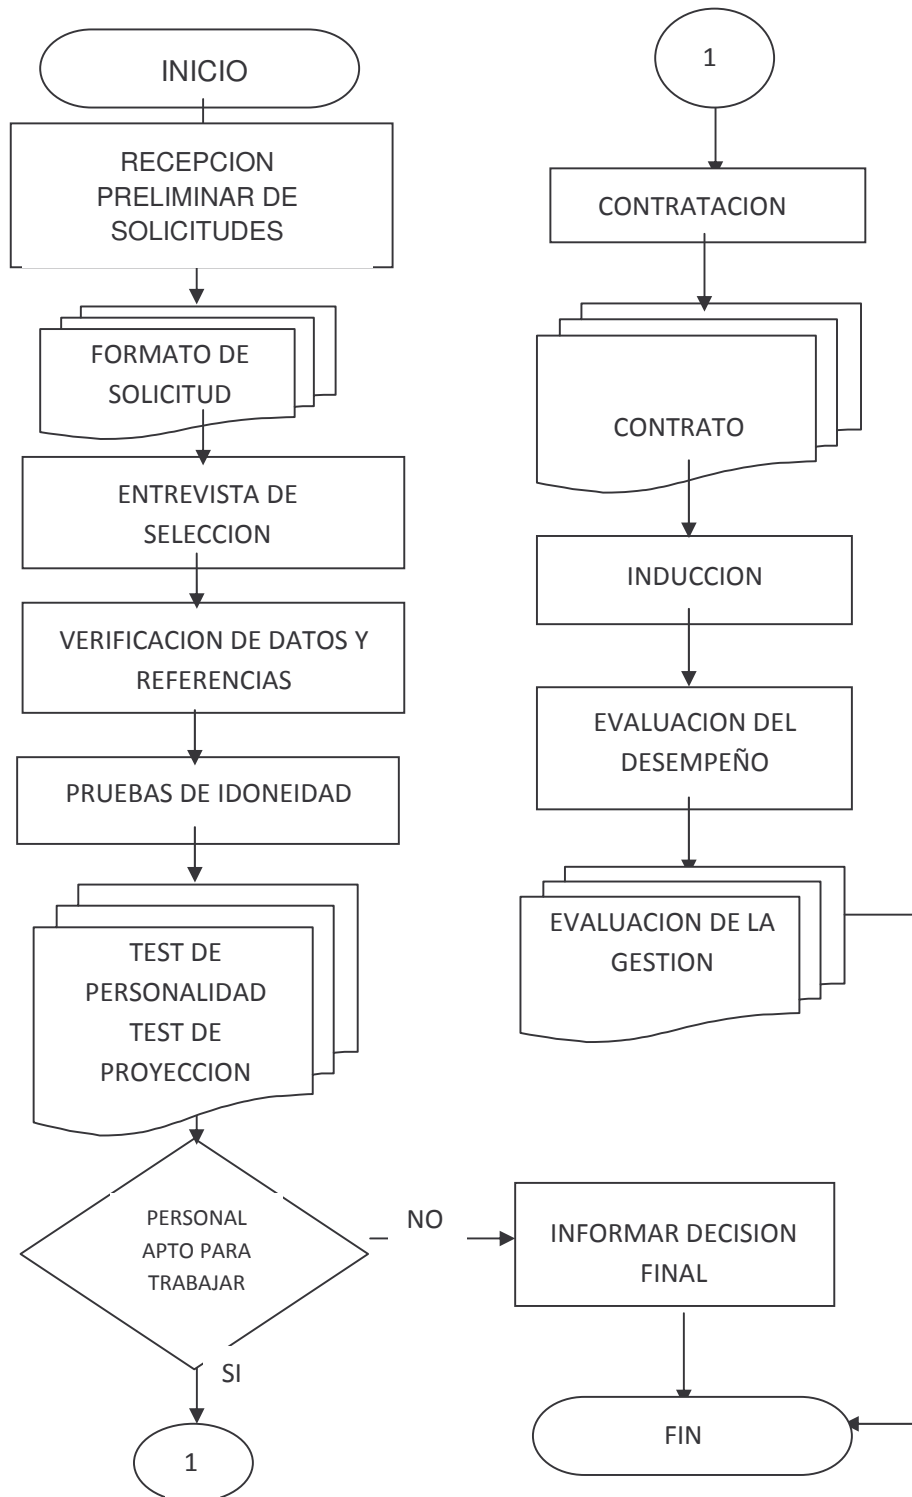 INICIO
RECEPCION
PRELIMINAR DE
SOLICITUDES
FORMATO DE
SOLICITUD
ENTREVISTA DE
SELECCION
VERIFICACION DE DATOS Y
REFERENCIAS
PRUEBAS DE IDONEIDAD
TEST DE
PERSONALIDAD
TEST DE
PROYECCION
PERSONAL
APTO PARA
TRABAJAR
NO
SI
1
1
CONTRATACION
CONTRATO
INDUCCION
EVALUACION DEL
DESEMPEÑO
EVALUACION DE LA
GESTION
INFORMAR DECISION
FINAL
FIN